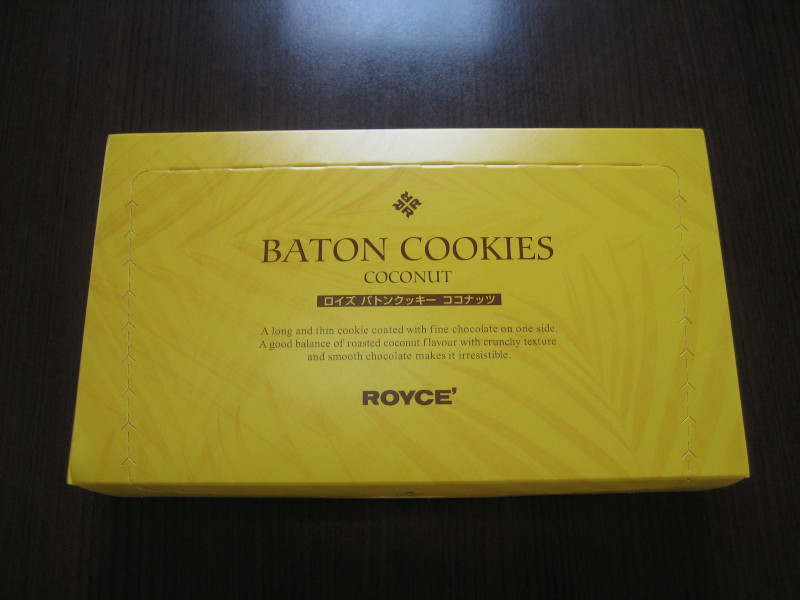 BATON COOKIES
COCONUT
ロイズ バトンクッキー ココナッツ
A long and thin cookie coated with fine chocolate on one side.
A good balance of roasted coconut flavour with crunchy texture
and smooth chocolate makes it irresistible.
ROYCE'